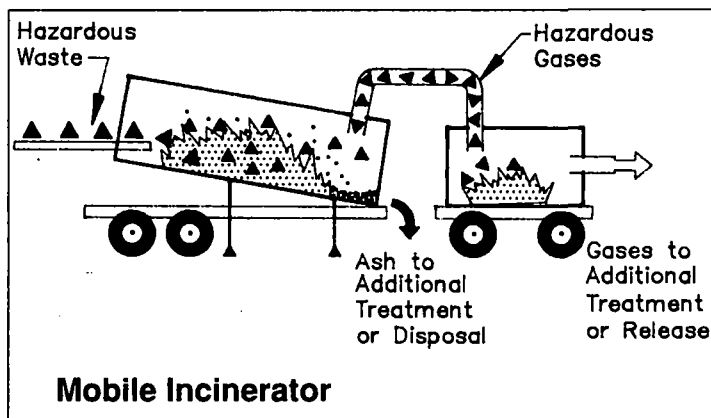 Hazardous
Waste
Hazardous
Gases
Ash to
Additional
Treatment
or Disposal
Gases to
Additional
Treatment
or Release
Mobile Incinerator